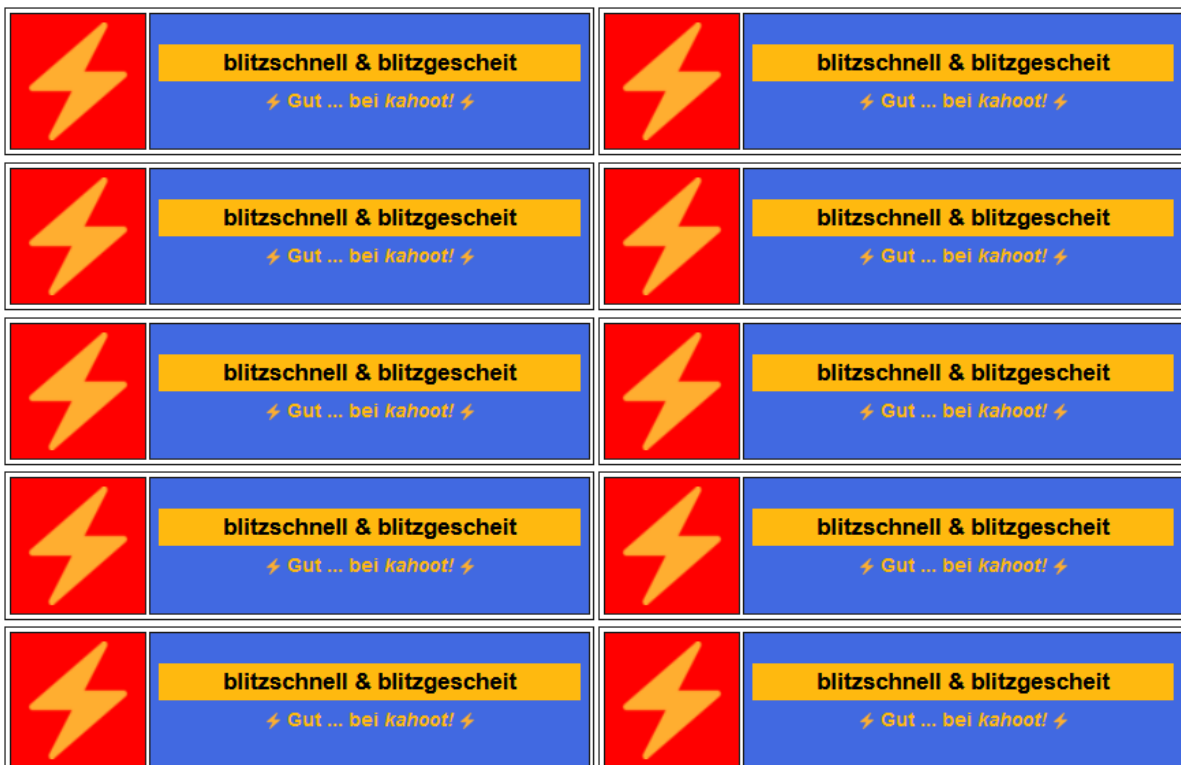 blitzschnell & blitzgescheit
⚡ Gut ... bei kahoot! ⚡
blitzschnell & blitzgescheit
⚡ Gut ... bei kahoot! ⚡
blitzschnell & blitzgescheit
⚡ Gut ... bei kahoot! ⚡
blitzschnell & blitzgescheit
⚡ Gut ... bei kahoot! ⚡
blitzschnell & blitzgescheit
⚡ Gut ... bei kahoot! ⚡
blitzschnell & blitzgescheit
⚡ Gut ... bei kahoot! ⚡
blitzschnell & blitzgescheit
⚡ Gut ... bei kahoot! ⚡
blitzschnell & blitzgescheit
⚡ Gut ... bei kahoot! ⚡
blitzschnell & blitzgescheit
⚡ Gut ... bei kahoot! ⚡
blitzschnell & blitzgescheit
⚡ Gut ... bei kahoot! ⚡